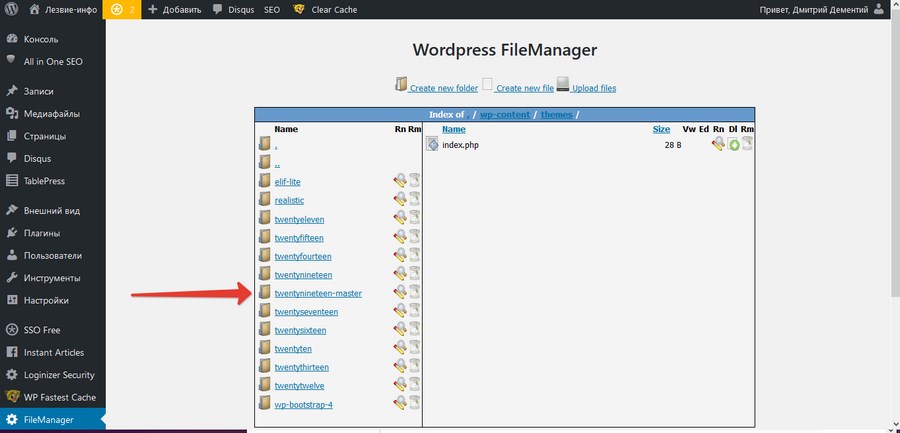 Лезвие-инфо 2 + Добавить Disqus SEO Clear Cache Привет, Дмитрий Дементий
Консоль
All in One SEO
Записи
Медиафайлы
Страницы
Disqus
TablePress
Внешний вид
Плагины
Пользователи
Инструменты
Настройки
SSO Free
Instant Articles
Loginizer Security
WP Fastest Cache
FileManager
Wordpress FileManager
Create new folder Create new file Upload files
Index of . / wp-content / themes /
Name Rn Rm
.
..
elif-lite
realistic
twentyeleven
twentyfifteen
twentyfourteen
twentynineteen
twentynineteen-master
twentyseventeen
twentysixteen
twentyten
twentythirteen
twentytwelve
wp-bootstrap-4
Name Size Vw Ed Rn Dl Rm
index.php 28 B